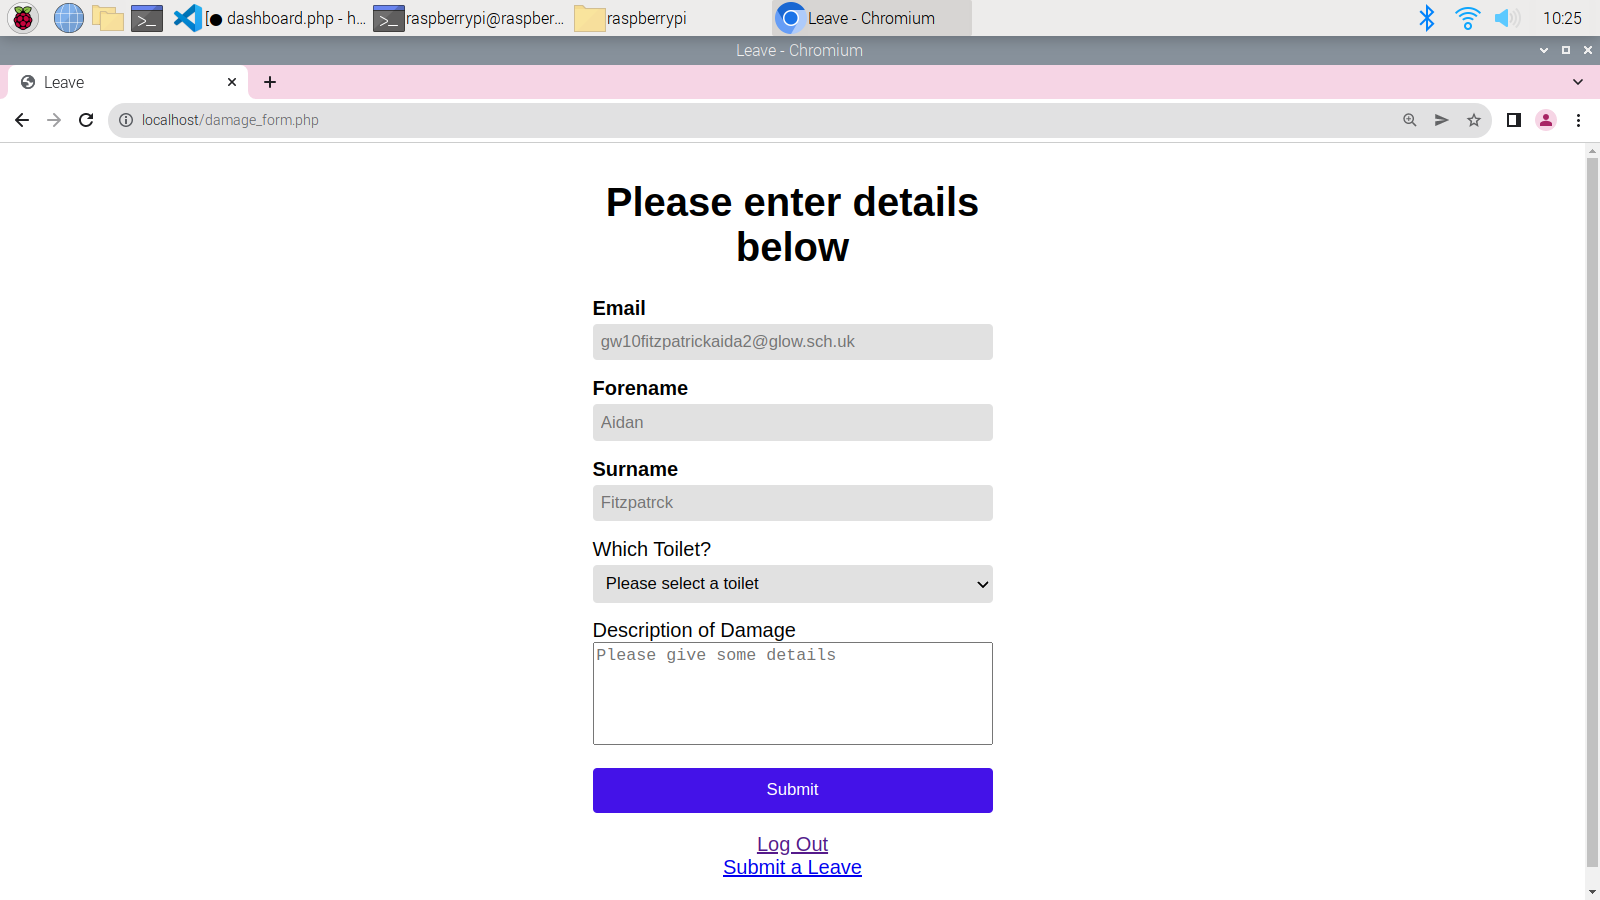 [● dashboard.php - h...
raspberrypi@raspber...
raspberrypi
Leave - Chromium
10:25
Leave - Chromium
Leave
localhost/damage_form.php
Please enter details
below
Email
gw10fitzpatrickaida2@glow.sch.uk
Forename
Aidan
Surname
Fitzpatrck
Which Toilet?
Please select a toilet
Description of Damage
Please give some details
Submit
Log Out
Submit a Leave